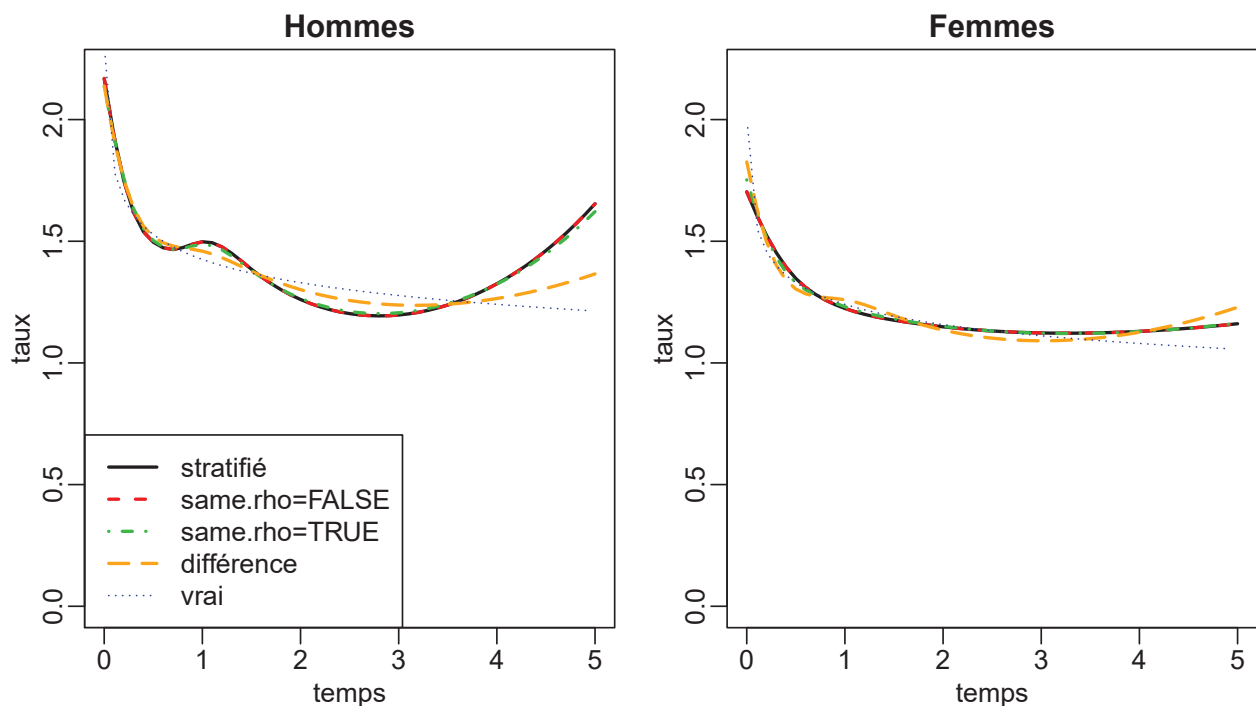 Hommes
taux
2.0
1.5
1.0
0.5
0.0
stratifié
same.rho=FALSE
same.rho=TRUE
différence
vrai
0 1 2 3 4 5
temps
Femmes
taux
2.0
1.5
1.0
0.5
0.0
0 1 2 3 4 5
temps